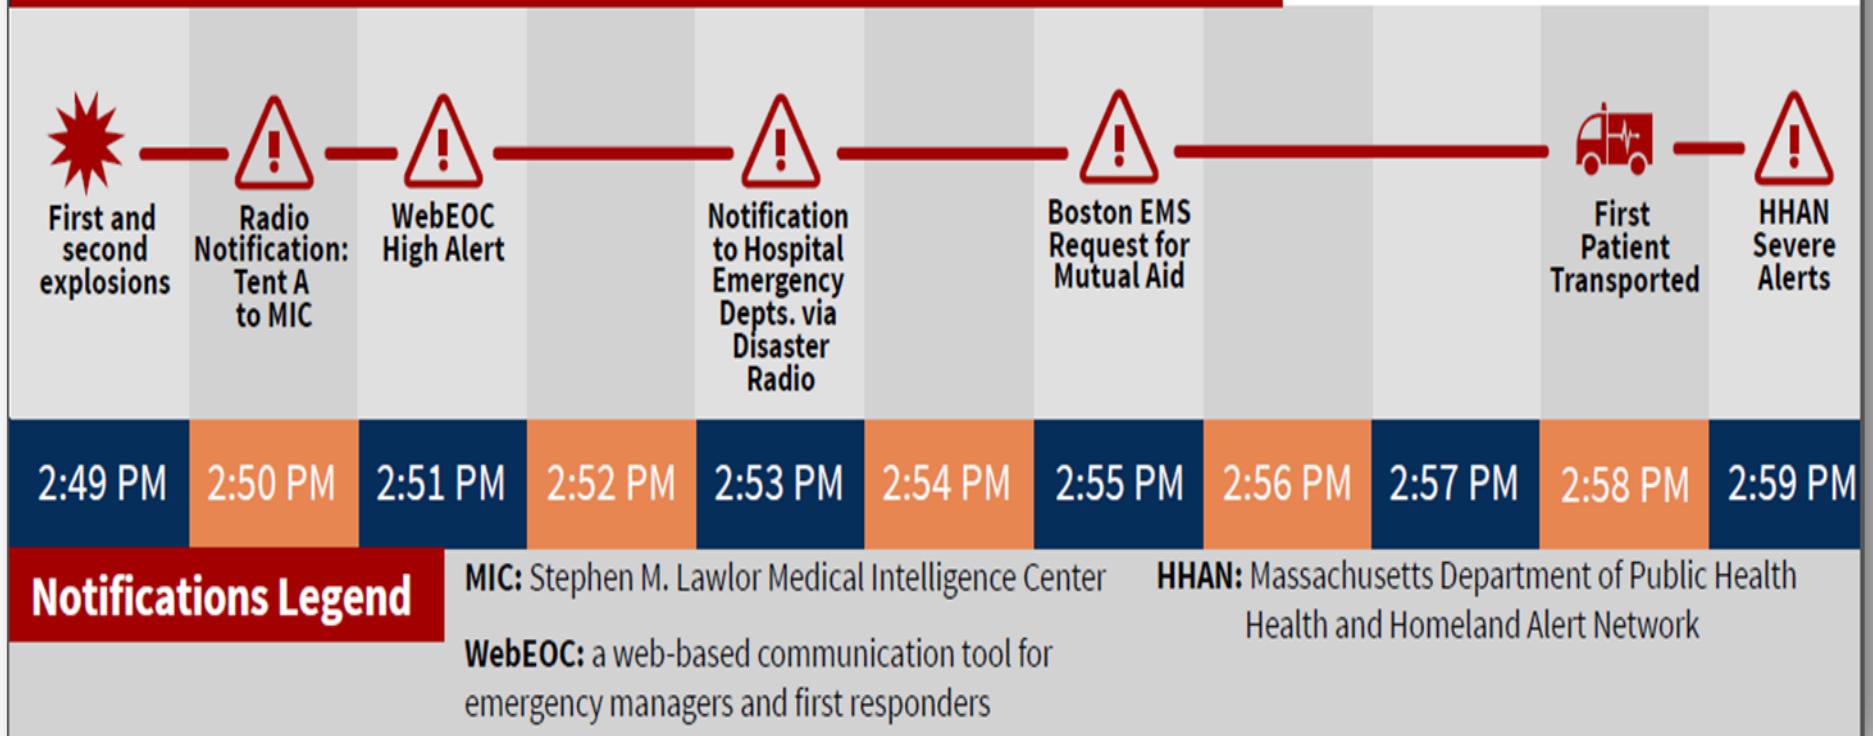 First and
second
explosions
Radio
Notification:
Tent A
to MIC
WebEOC
High Alert
Notification
to Hospital
Emergency
Depts. via
Disaster
Radio
Boston EMS
Request for
Mutual Aid
First
Patient
Transported
HHAN
Severe
Alerts
2:49 PM
2:50 PM
2:51 PM
2:52 PM
2:53 PM
2:54 PM
2:55 PM
2:56 PM
2:57 PM
2:58 PM
2:59 PM
Notifications Legend
MIC: Stephen M. Lawlor Medical Intelligence Center
WebEOC: a web-based communication tool for
emergency managers and first responders
HHAN: Massachusetts Department of Public Health
Health and Homeland Alert Network